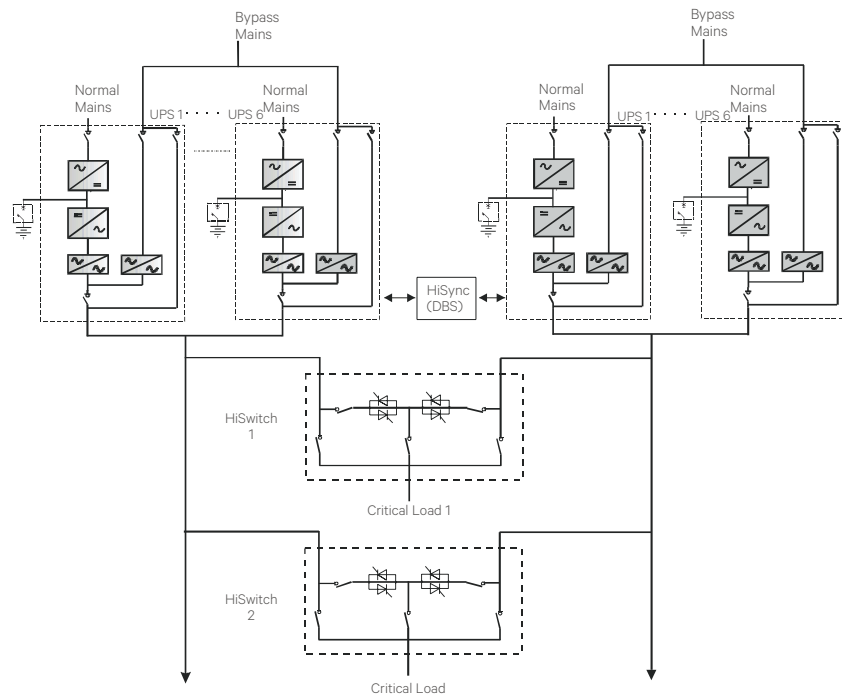 Bypass
Mains
Bypass
Mains
Normal
Mains
UPS 1
UPS 6
Normal
Mains
Normal
Mains
UPS 1
UPS 6
Normal
Mains
HiSync
(DBS)
HiSwitch
1
Critical Load 1
HiSwitch
2
Critical Load